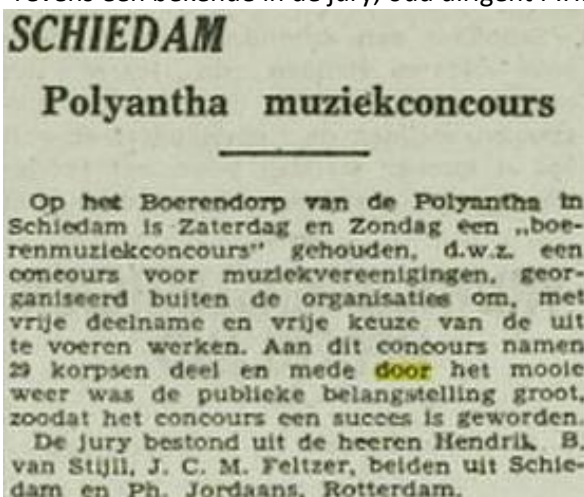 SCHIEDAM
Polyantha muziekconcours
Op het Boerendorp van de Polyantha in
Schiedam is Zaterdag en Zondag een „boe-
renmuziekconcours" gehouden, d.w.z. een
concours voor muziekvereenigingen, geor-
ganiseerd buiten de organisaties om, met
vrije deelname en vrije keuze van de uit
te voeren werken. Aan dit concours namen
29 korpsen deel en mede door het mooie
weer was de publieke belangstelling groot,
zoodat het concours een succes is geworden.
De jury bestond uit de heeren Hendrik. B.
van Stijll, J. C. M. Feltzer, beiden uit Schie-
dam en Ph. Jordaans, Rotterdam.